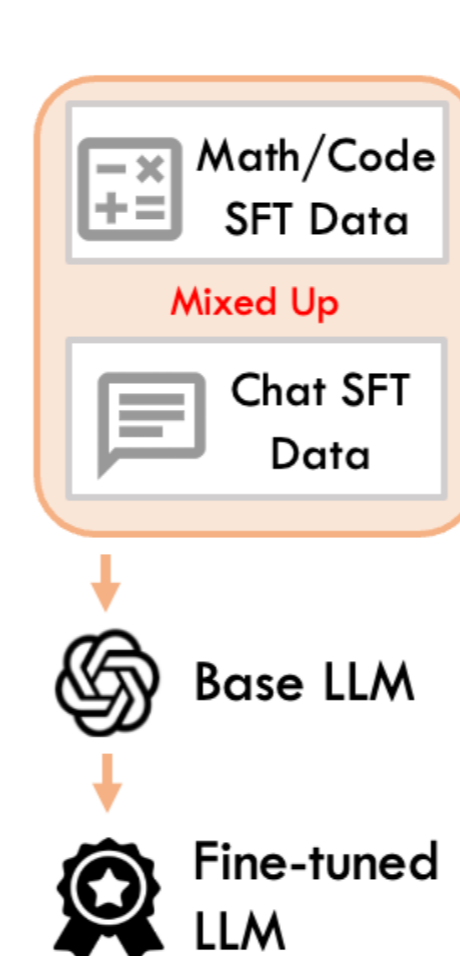 Math/Code
SFT Data
Mixed Up
Chat SFT
Data
Base LLM
Fine-tuned
LLM